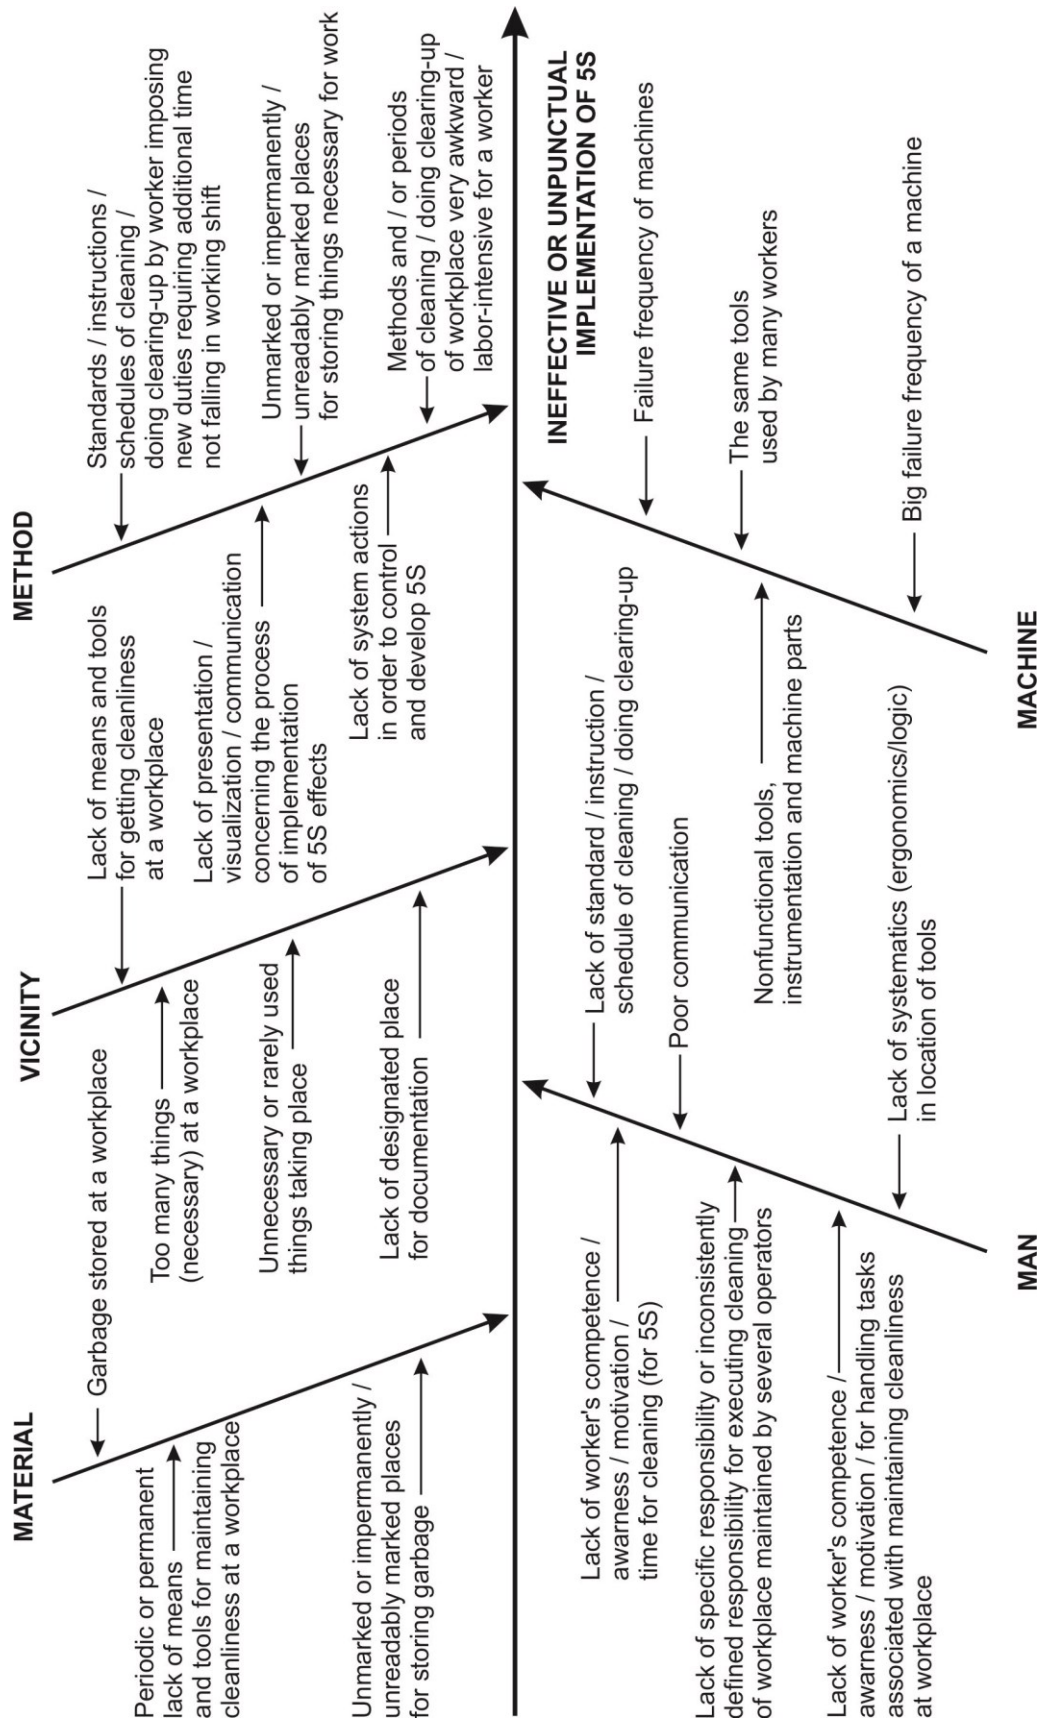 MATERIAL
Garbage stored at a workplace
Periodic or permanent
lack of means
and tools for maintaining
cleanliness at a workplace
Unmarked or impermanently /
unreadably marked places
for storing garbage
VICINITY
Lack of means and tools
for getting cleanliness
at a workplace
Too many things
(necessary) at a workplace
Unnecessary or rarely used
things taking place
Lack of designated place
for documentation
METHOD
Standards / instructions /
schedules of cleaning /
doing clearing-up by worker imposing
new duties requiring additional time
not falling in working shift
Lack of presentation /
visualization / communication
concerning the process
of implementation
of 5S effects
Unmarked or impermanently /
unreadably marked places
for storing things necessary for work
Lack of system actions
in order to control
and develop 5S
Methods and / or periods
of cleaning / doing clearing-up
of workplace very awkward /
labor-intensive for a worker
INEFFECTIVE OR UNPUNCTUAL
IMPLEMENTATION OF 5S
Lack of worker's competence /
awareness / motivation /
time for cleaning (for 5S)
Lack of standard / instruction /
schedule of cleaning / doing clearing-up
Poor communication
Lack of specific responsibility or inconsistently
defined responsibility for executing cleaning
of workplace maintained by several operators
Lack of worker's competence /
awarness / motivation / for handling tasks
associated with maintaining cleanliness
at workplace
Lack of systematics (ergonomics/logic)
in location of tools
MAN
Failure frequency of machines
The same tools
used by many workers
Nonfunctional tools,
instrumentation and machine parts
Big failure frequency of a machine
MACHINE